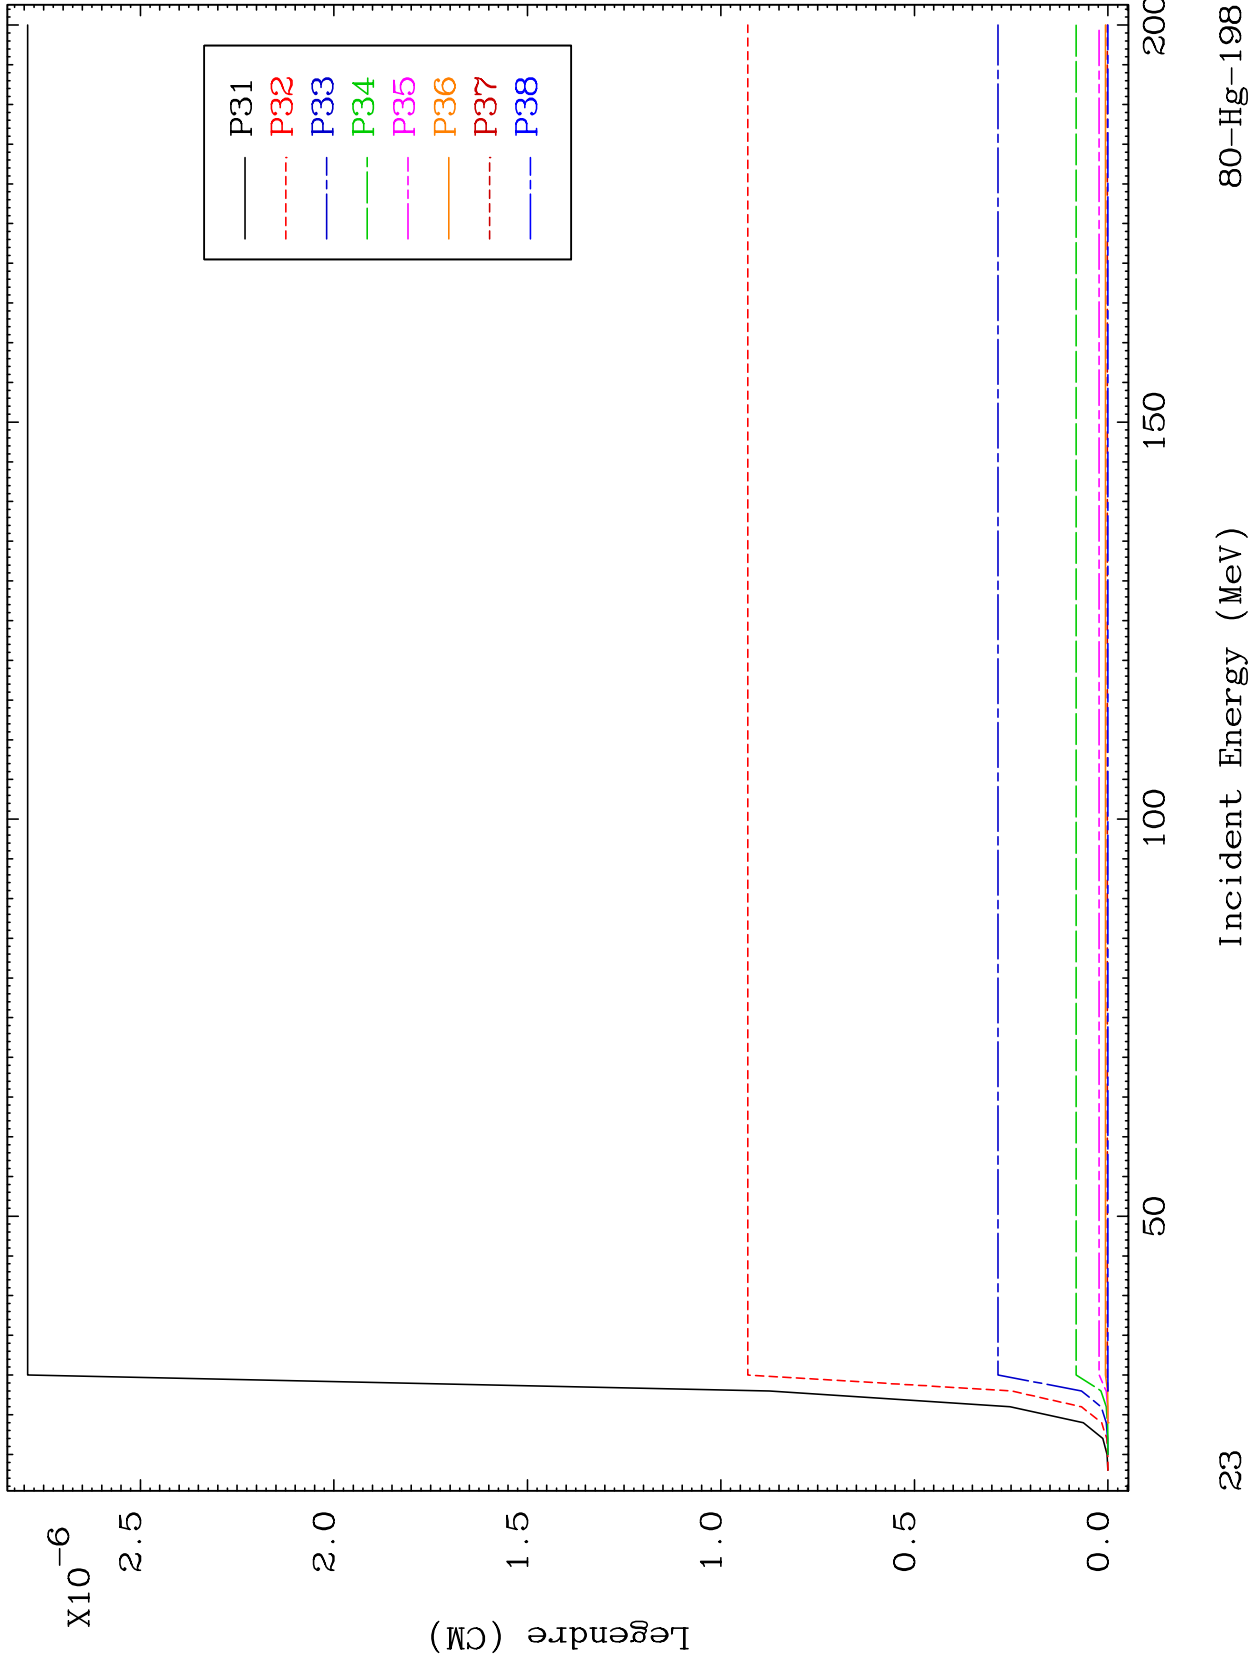 X10-6
2.5
2.0
1.5
1.0
0.5
0.0
Legendre (CM)
P31
P32
P33
P34
P35
P36
P37
P38
50
100
150
200
Incident Energy (MeV)
23
80-Hg-198